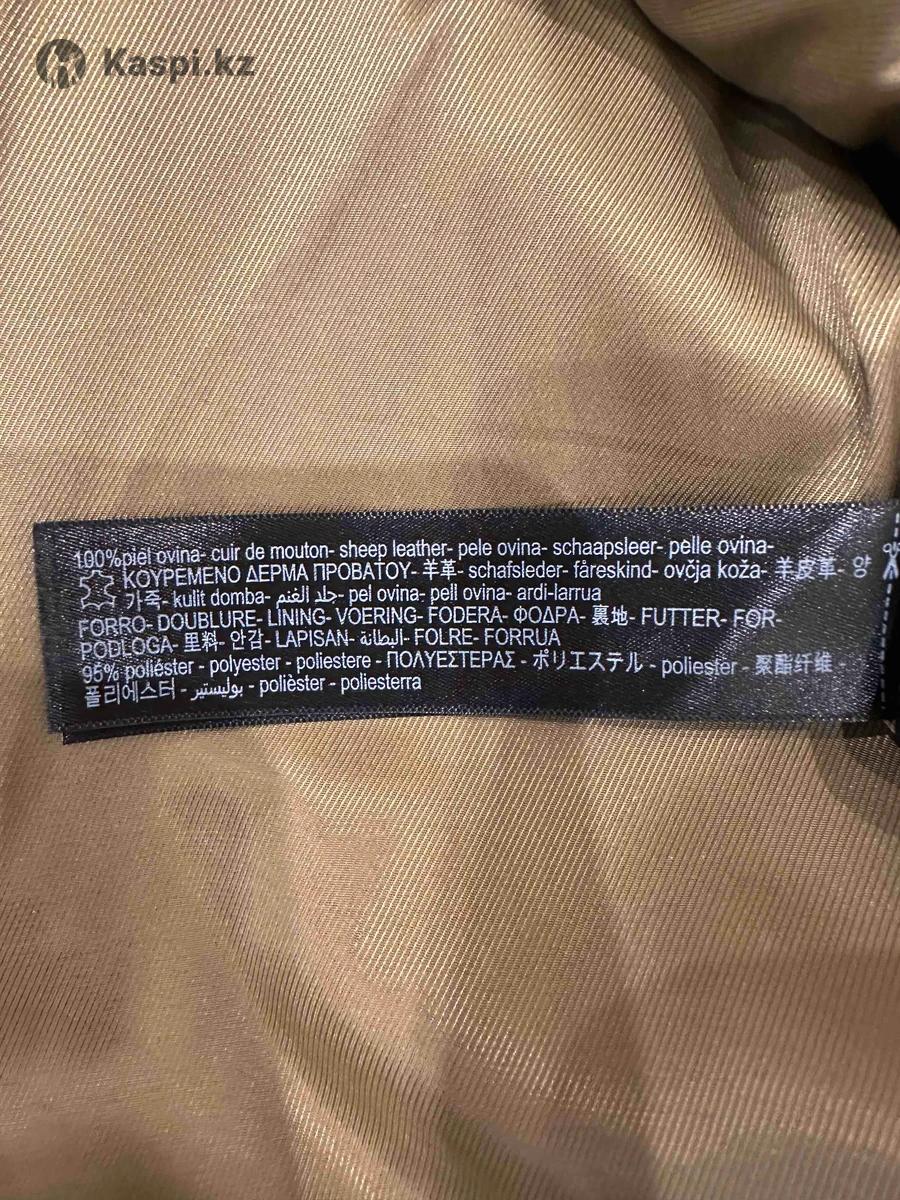 Kaspi.kz
100%piel ovina- cuir de mouton- sheep leather- pele ovina- schaapsleer- pelle ovina-
ΚΟΥΡΕΜΕΝΟ ΔΕΡΜΑ ΠΡΟΒΑΤΟΥ- 羊革- schafsleder- fåreskind- ovčja koža- 羊皮革- 양
가죽- kulit domba- جلد الغنم- pel ovina- pell ovina- ardi-larrua
FORRO- DOUBLURE- LINING- VOERING- FODERA- ΦΟΔΡΑ- 裏地- FUTTER- FOR-
PODLOGA- 里料- 안감- LAPISAN- البطانة- FOLRE- FORRUA
95% poliéster - polyester - poliestere - ΠΟΛΥΕΣΤΕΡΑΣ - ポリエステル - poliester - 聚酯纤维 -
폴리에스터 - بوليستير - polièster - poliesterra